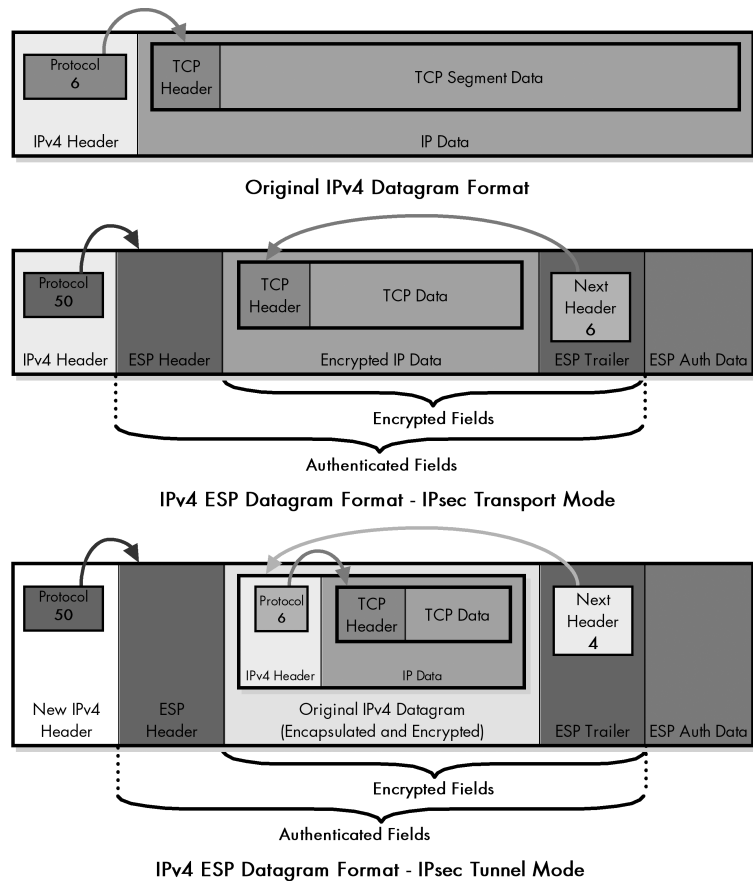 Protocol
6
TCP
Header
TCP Segment Data
IPv4 Header
IP Data
Original IPv4 Datagram Format
Protocol
50
TCP
Header
TCP Data
Next
Header
6
IPv4 Header
ESP Header
Encrypted IP Data
ESP Trailer
ESP Auth Data
Encrypted Fields
Authenticated Fields
IPv4 ESP Datagram Format - IPsec Transport Mode
Protocol
50
Protocol
6
TCP
Header
TCP Data
Next
Header
4
IPv4 Header
IP Data
New IPv4
Header
ESP
Header
Original IPv4 Datagram
(Encapsulated and Encrypted)
ESP Trailer
ESP Auth Data
Encrypted Fields
Authenticated Fields
IPv4 ESP Datagram Format - IPsec Tunnel Mode